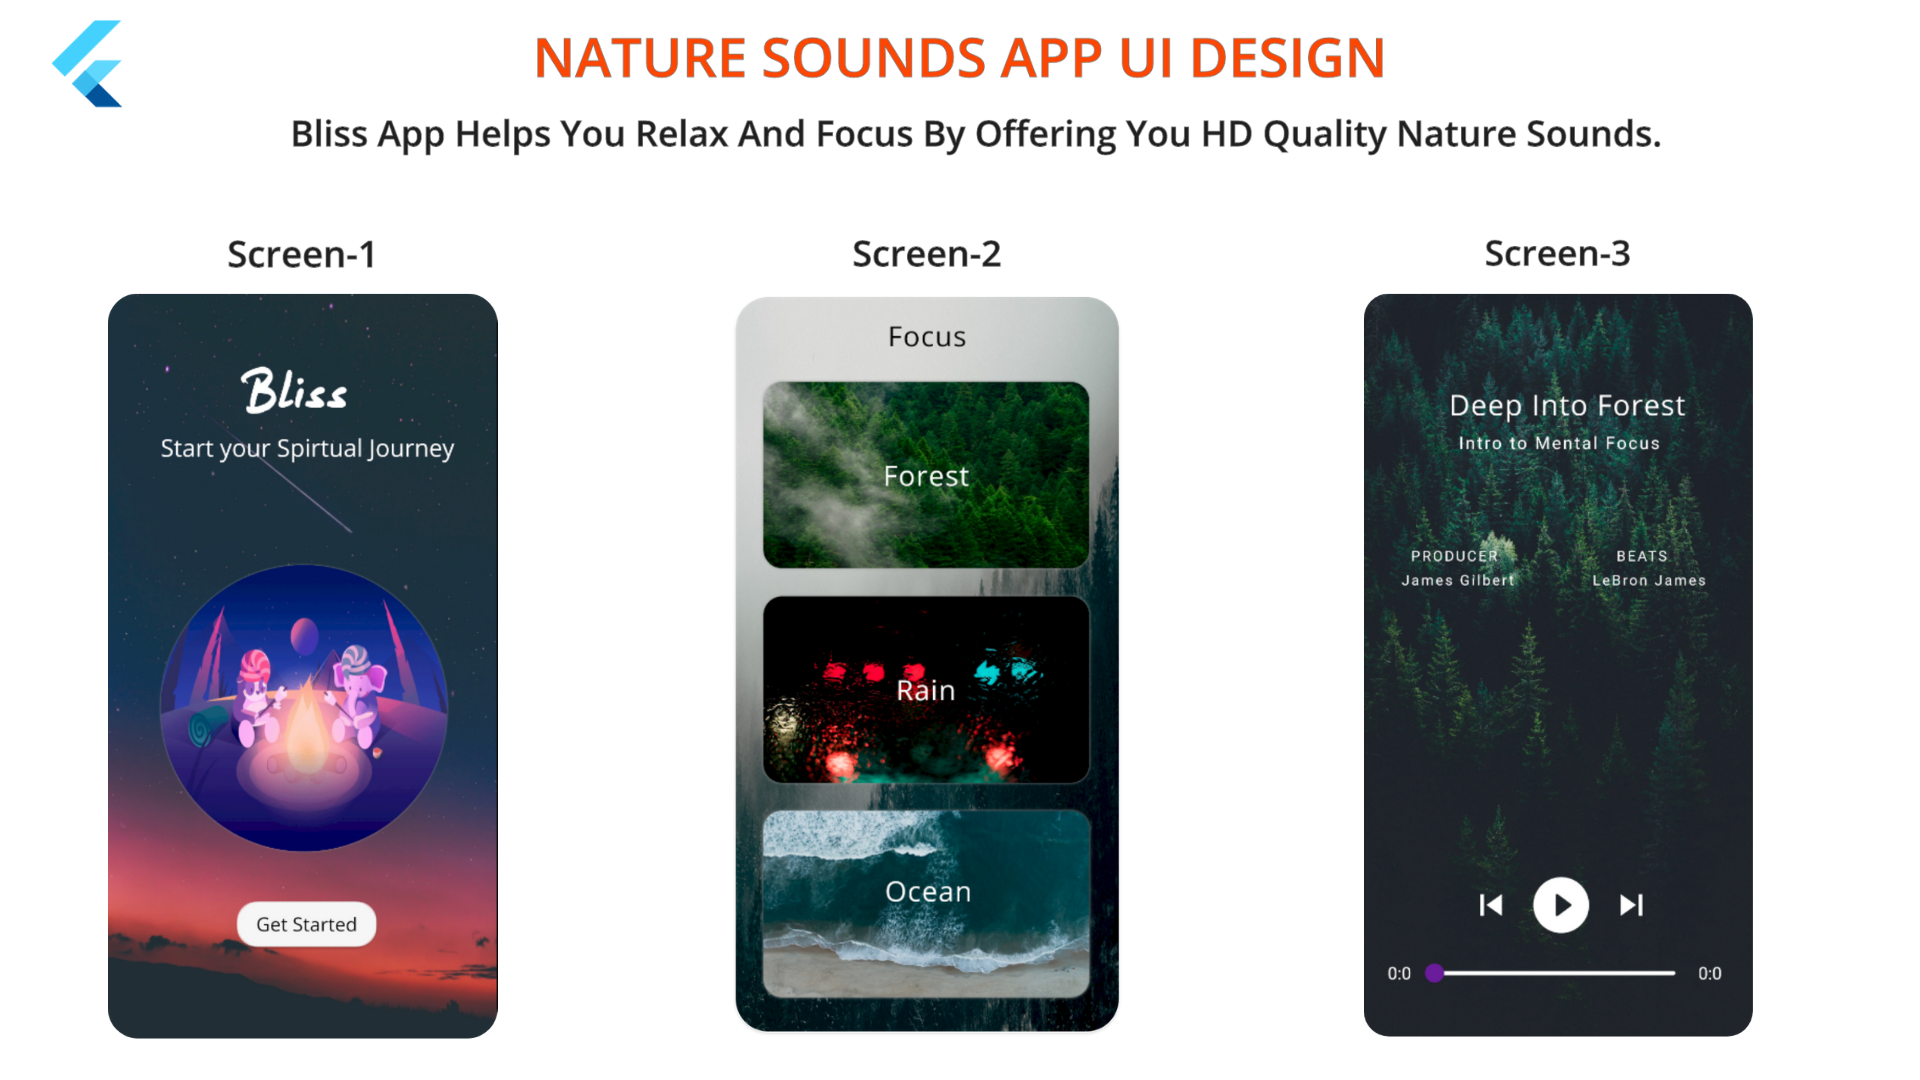 NATURE SOUNDS APP UI DESIGN
Bliss App Helps You Relax And Focus By Offering You HD Quality Nature Sounds.
Screen-1
Bliss
Start your Spirtual Journey
Get Started
Screen-2
Focus
Forest
Rain
Ocean
Screen-3
Deep Into Forest
Intro to Mental Focus
PRODUCER
James Gilbert
BEATS
LeBron James
0:0
0:0